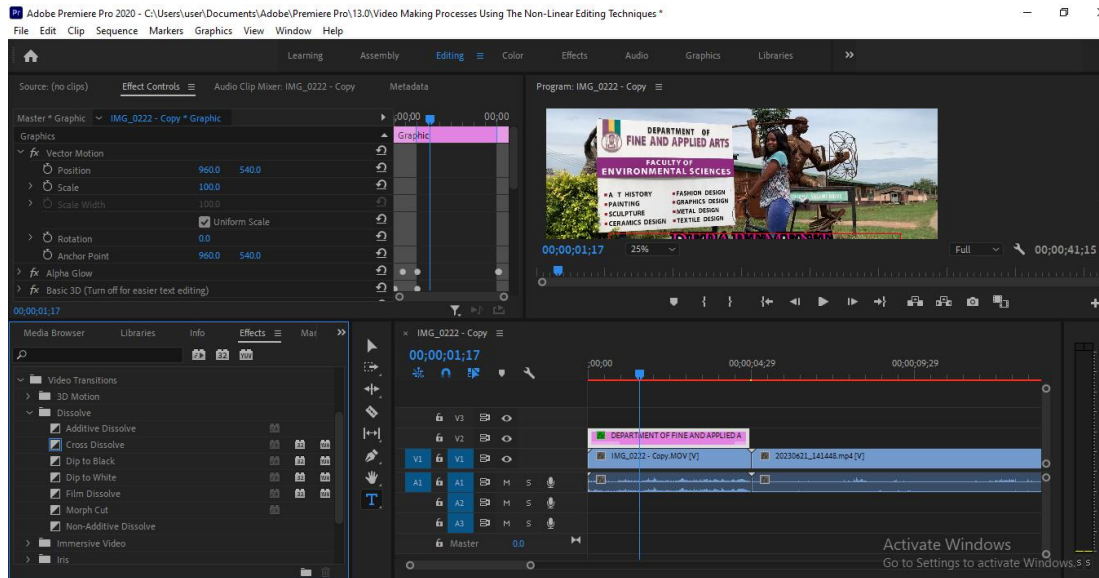 Adobe Premiere Pro 2020 - C:\Users\user\Documents\Adobe\Premiere Pro\13.0\Video Making Processes Using The Non-Linear Editing Techniques *
File Edit Clip Sequence Markers Graphics View Window Help
Learning Assembly Editing Color Effects Audio Graphics Libraries
Source: (no clips) Effect Controls Audio Clip Mixer: IMG_0222 - Copy Metadata
Master * Graphic IMG_0222 - Copy * Graphic
;00;00 00;00
Graphics
Graphic
fx Vector Motion
Position 960.0 540.0
Scale 100.0
Scale Width 100.0
Uniform Scale
Rotation 0.0
Anchor Point 960.0 540.0
fx Alpha Glow
fx Basic 3D (Turn off for easier text editing)
00;00;01;17
Program: IMG_0222 - Copy
DEPARTMENT OF
FINE AND APPLIED ARTS
FACULTY OF
ENVIRONMENTAL SCIENCES
A T HISTORY
PAINTING
SCULPTURE
CERAMICS DESIGN
FASHION DESIGN
GRAPHICS DESIGN
METAL DESIGN
TEXTILE DESIGN
00;00;01;17 25% Full 00;00;41;15
Media Browser Libraries Info Effects Mar
32 YUV
Video Transitions
3D Motion
Dissolve
Additive Dissolve
Cross Dissolve
Dip to Black
Dip to White
Film Dissolve
Morph Cut
Non-Additive Dissolve
Immersive Video
Iris
T
IMG_0222 - Copy
00;00;01;17
;00;00 00;00;04;29 00;00;09;29
V3
V2 DEPARTMENT OF FINE AND APPLIED A
V1 V1 IMG_0222 - Copy.MOV [V] 20230621_141448.mp4 [V]
A1 A1 M S
A2 M S
A3 M S
Master 0.0
Activate Windows
Go to Settings to activate Windows.
S S